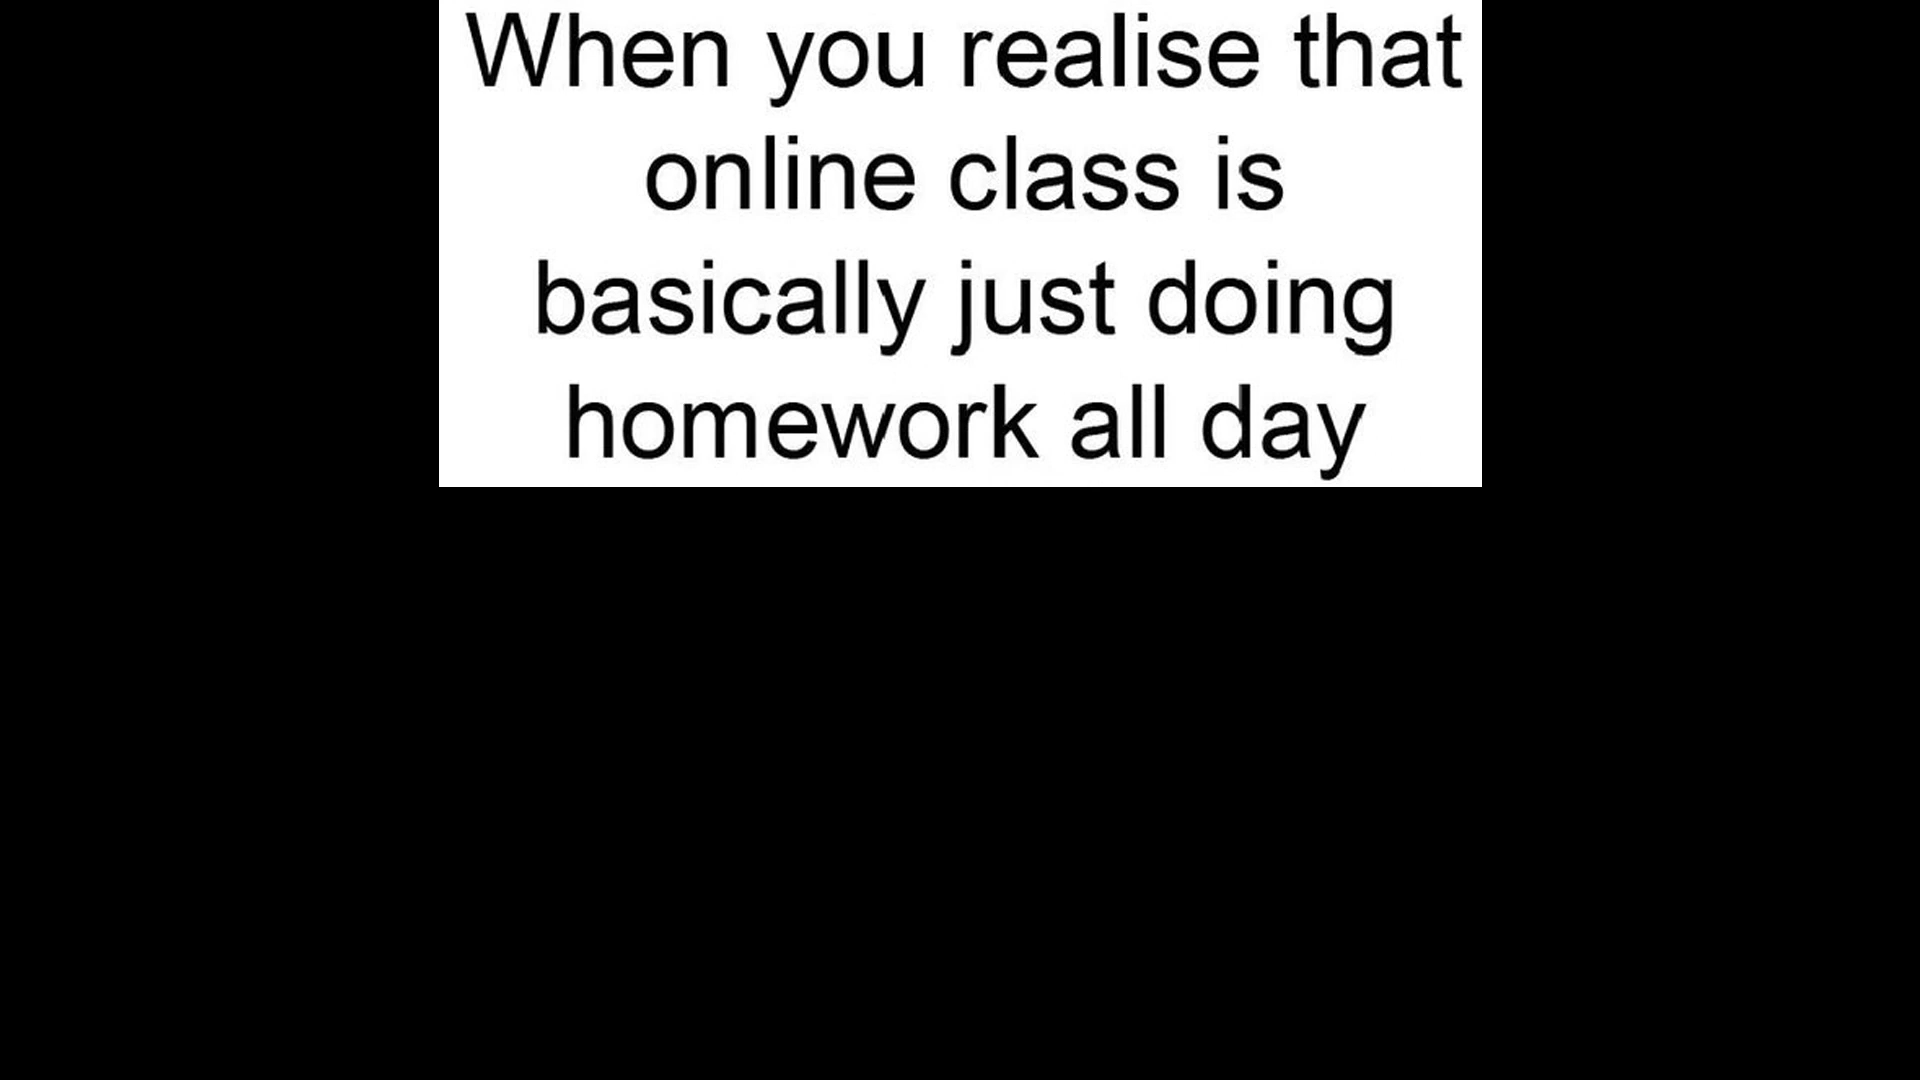 When you realise that
online class is
basically just doing
homework all day